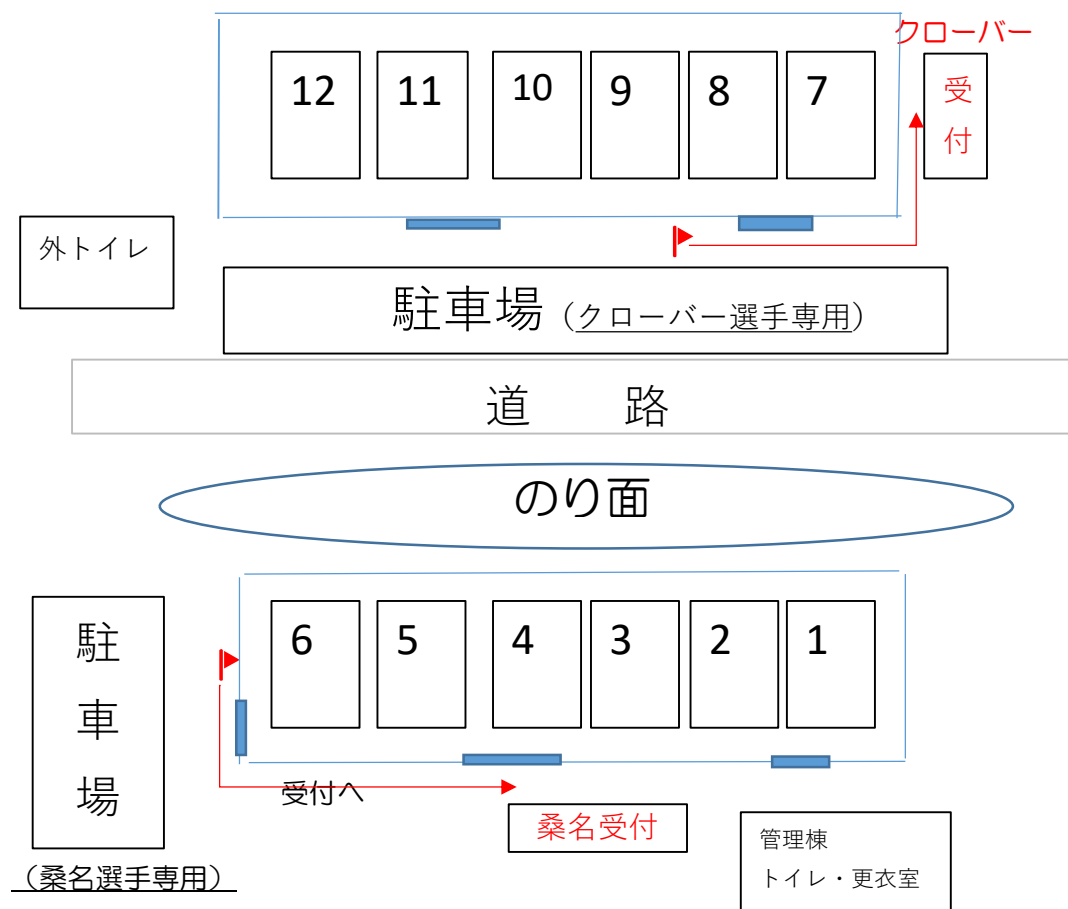 クローバー
12 11 10 9 8 7
受
付
外トイレ
駐車場（クローバー選手専用）
道 路
のり面
6 5 4 3 2 1
駐
車
場
（桑名選手専用）
受付へ
桑名受付
管理棟
トイレ・更衣室